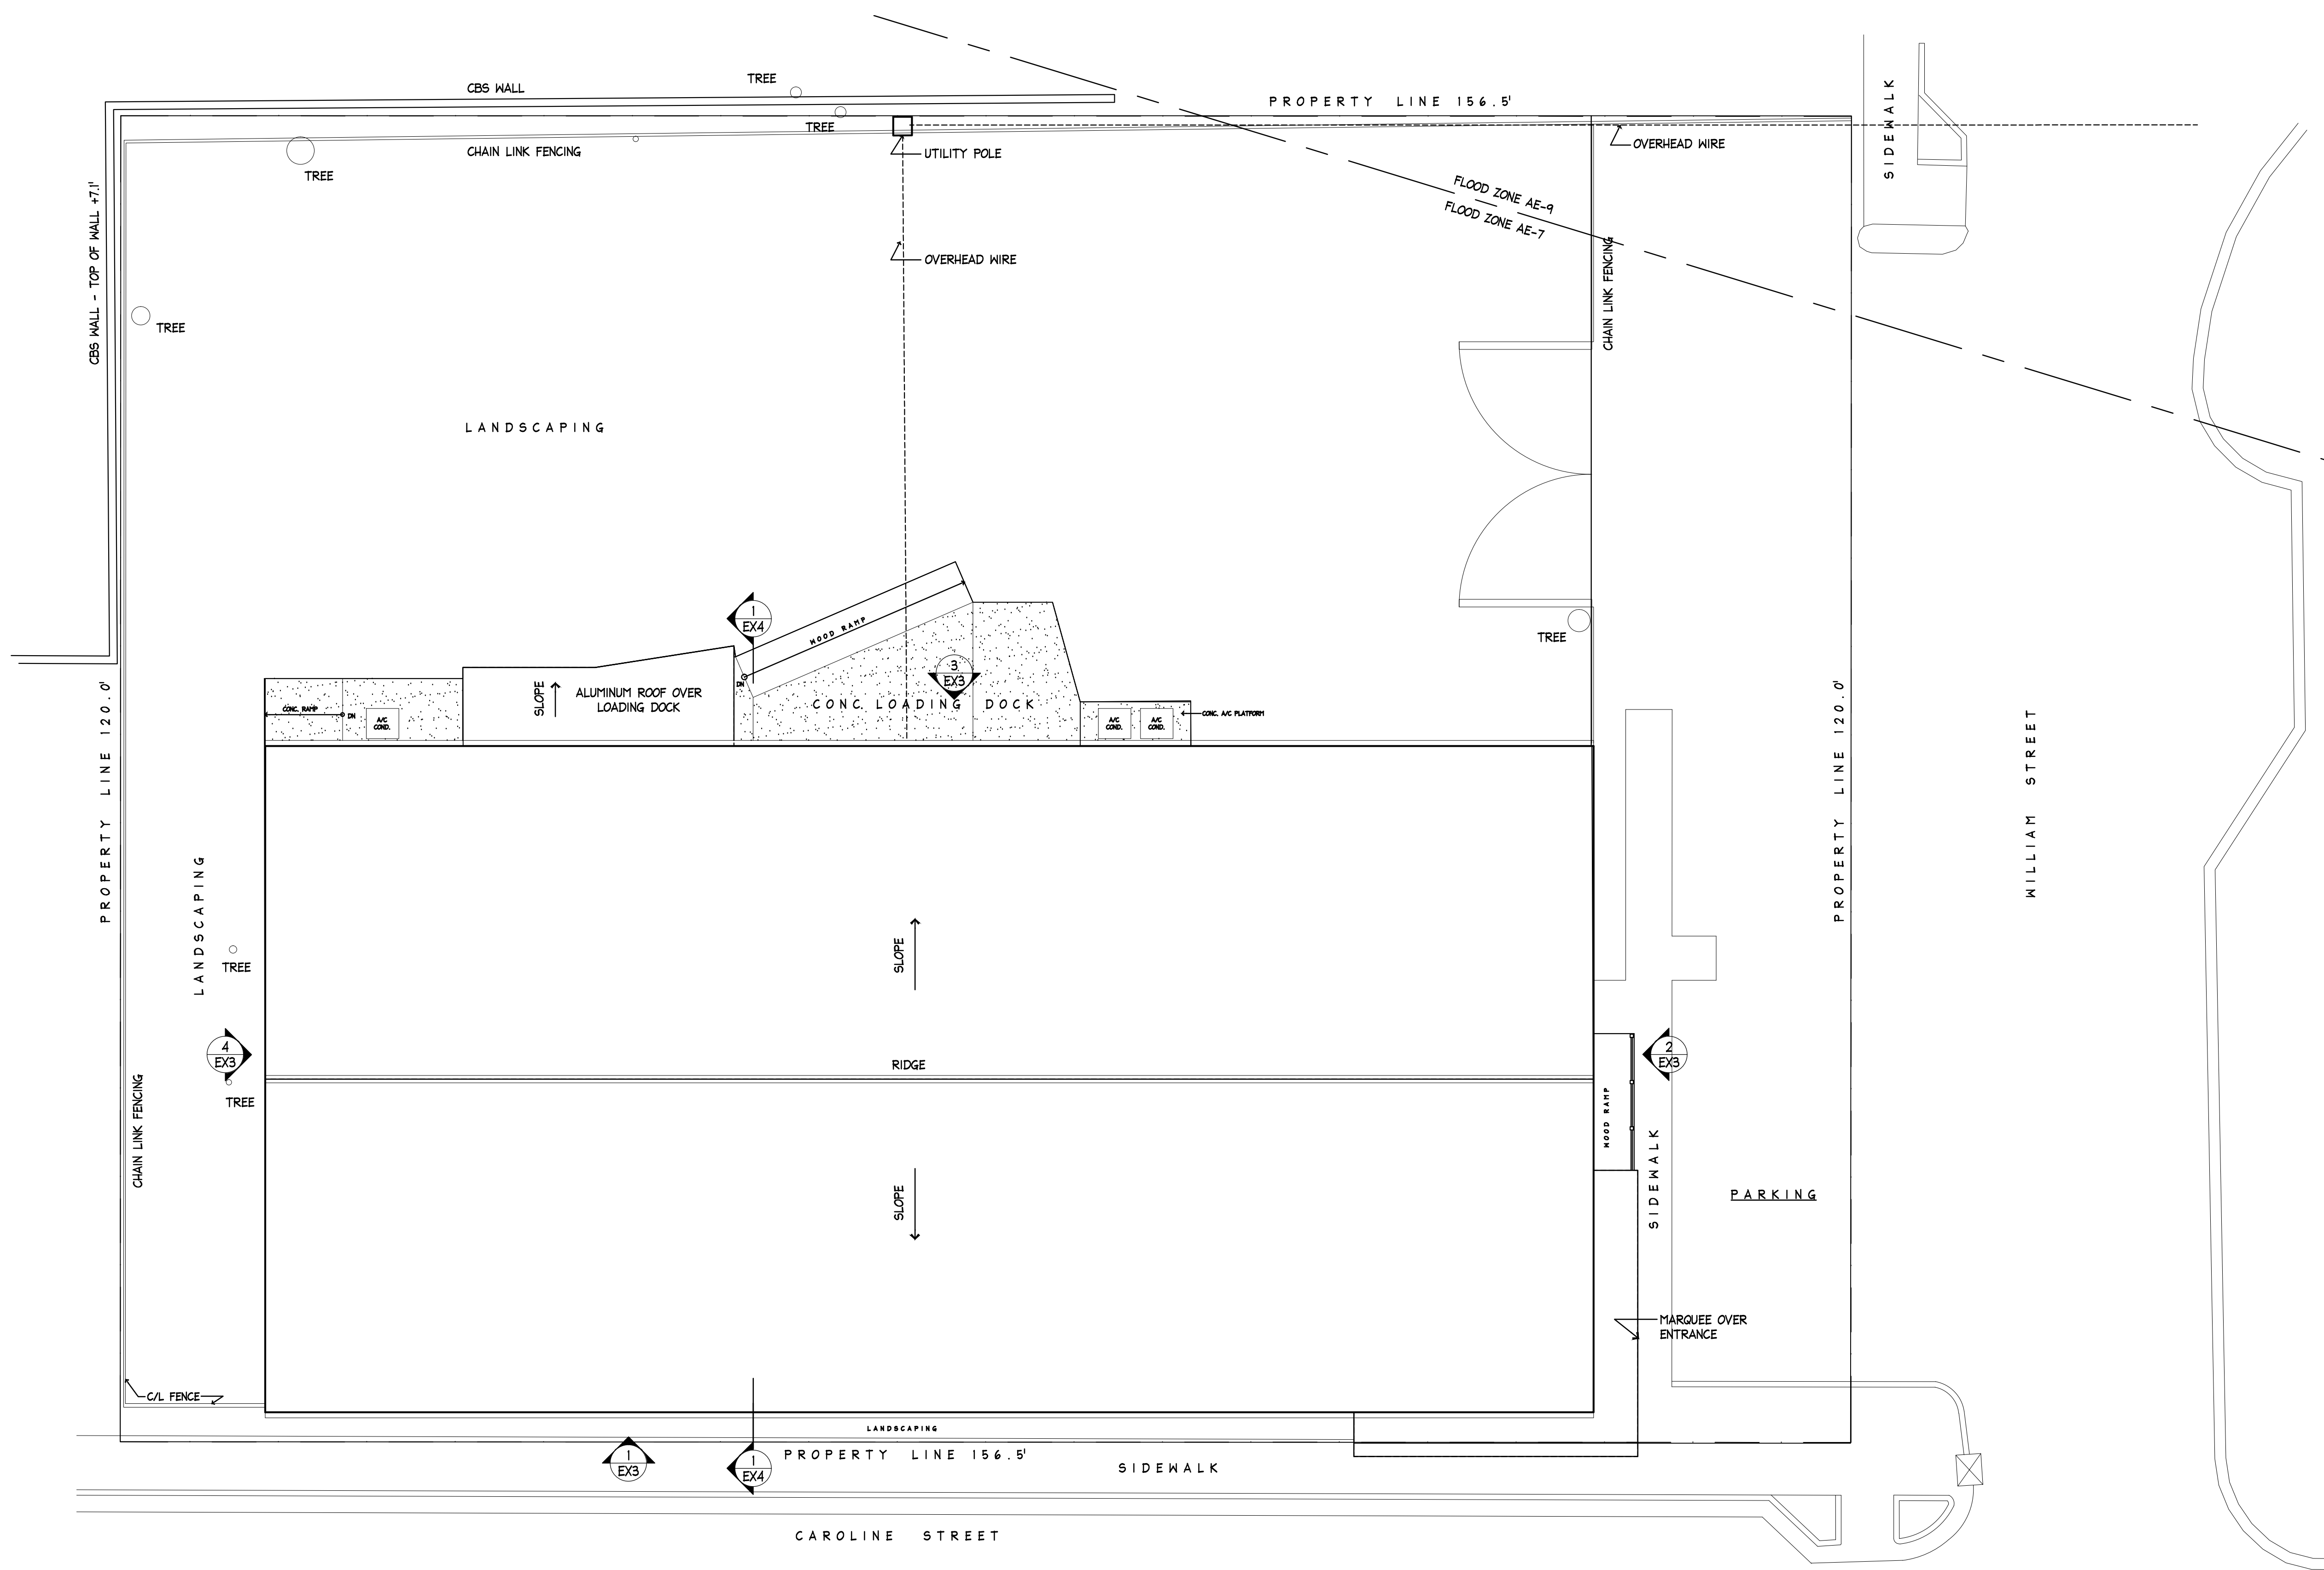 TREE
CBS WALL
PROPERTY LINE 156.5'
SIDEWALK
TREE
CHAIN LINK FENCING
UTILITY POLE
OVERHEAD WIRE
TREE
FLOOD ZONE AE-9
FLOOD ZONE AE-7
CBS WALL - TOP OF WALL +7.1'
OVERHEAD WIRE
CHAIN LINK FENCING
TREE
LANDSCAPING
1
EX4
WOOD RAMP
TREE
3
EX3
DN
SLOPE
ALUMINUM ROOF OVER
LOADING DOCK
CONC. LOADING DOCK
CONC. RAMP
DN
A/C
COND.
A/C
COND.
A/C
COND.
CONC. A/C PLATFORM
PROPERTY LINE 120.0'
PROPERTY LINE 120.0'
WILLIAM STREET
LANDSCAPING
SLOPE
TREE
4
EX3
2
EX3
RIDGE
TREE
CHAIN LINK FENCING
WOOD RAMP
SIDEWALK
SLOPE
PARKING
MARQUEE OVER
ENTRANCE
C/L FENCE
LANDSCAPING
PROPERTY LINE 156.5'
1
EX3
1
EX4
SIDEWALK
CAROLINE STREET